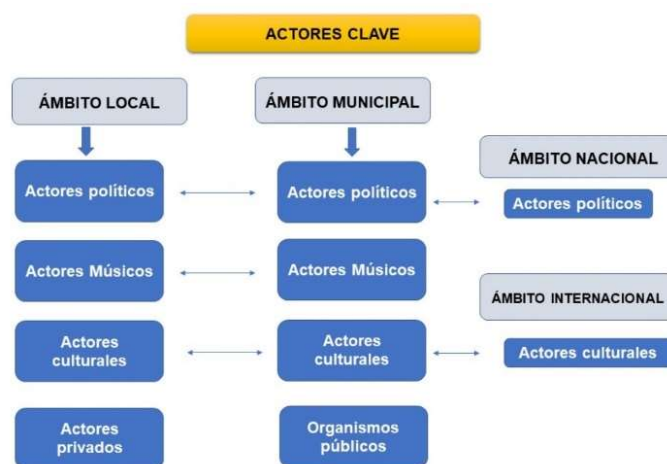 ACTORES CLAVE
ÁMBITO LOCAL
ÁMBITO MUNICIPAL
ÁMBITO NACIONAL
Actores políticos
Actores políticos
Actores políticos
Actores Músicos
Actores Músicos
ÁMBITO INTERNACIONAL
Actores
culturales
Actores
culturales
Actores culturales
Actores
privados
Organismos
públicos